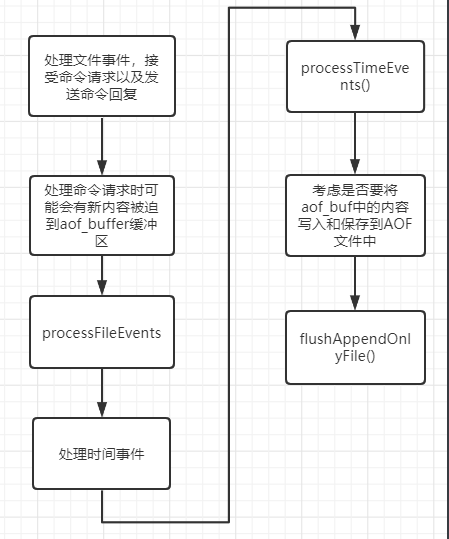 处理文件事件，接
受命令请求以及发
送命令回复
处理命令请求时可
能会有新内容被迫
到aof_buffer缓冲
区
processFileEvents
处理时间事件
processTimeEve
nts()
考虑是否要将
aof_buf中的内容
写入和保存到AOF
文件中
flushAppendOnl
yFile()